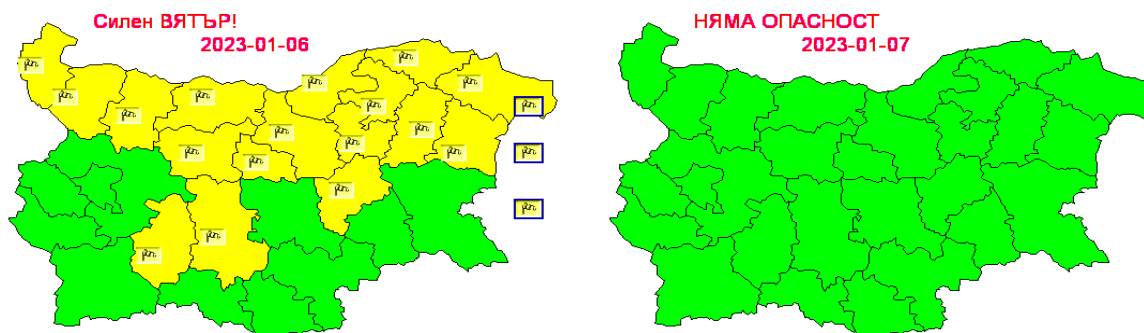 Силен ВЯТЪР!
2023-01-06
НЯМА ОПАСНОСТ
2023-01-07